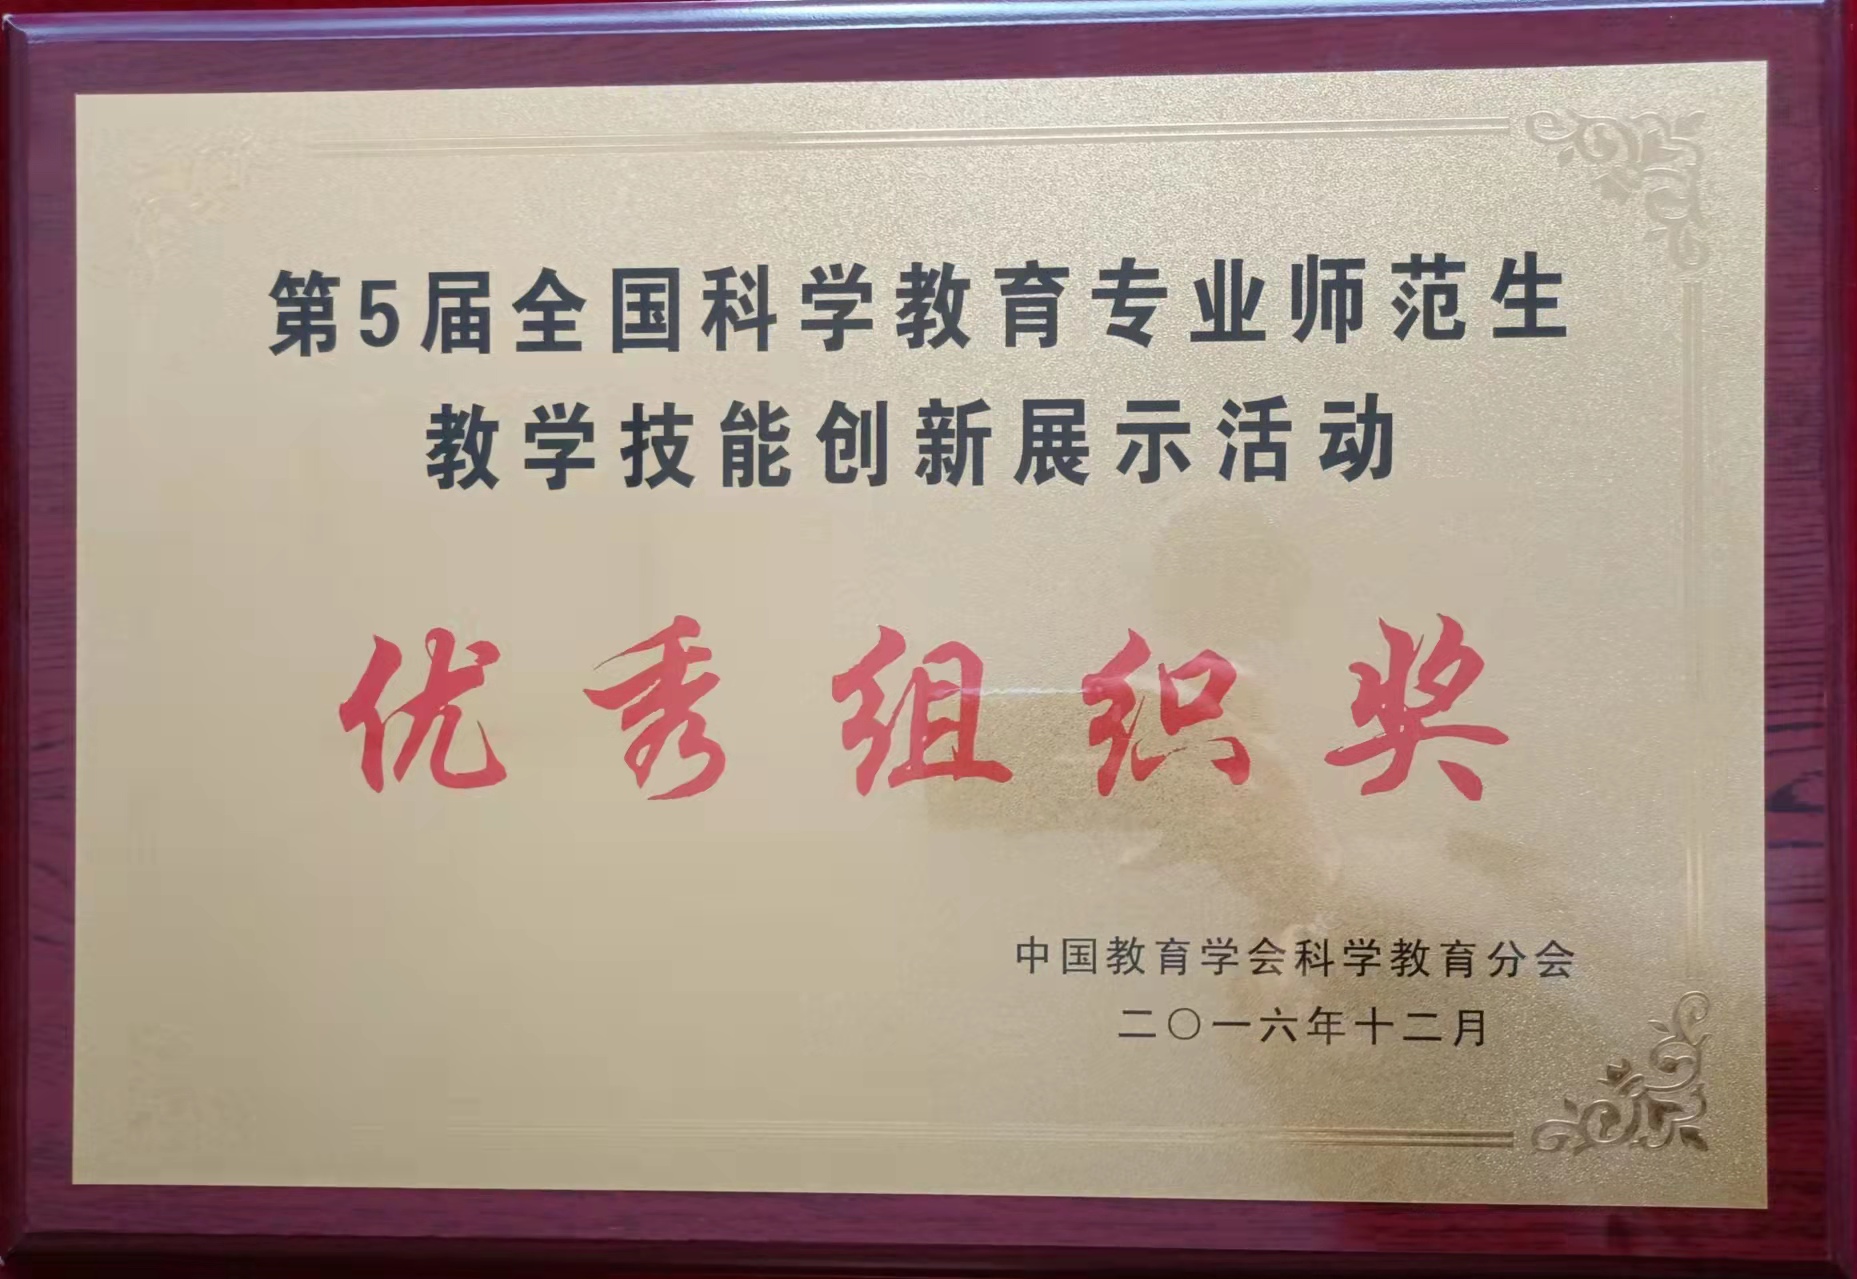 第5届全国科学教育专业师范生
教学技能创新展示活动
优秀组织奖
中国教育学会科学教育分会
二〇一六年十二月